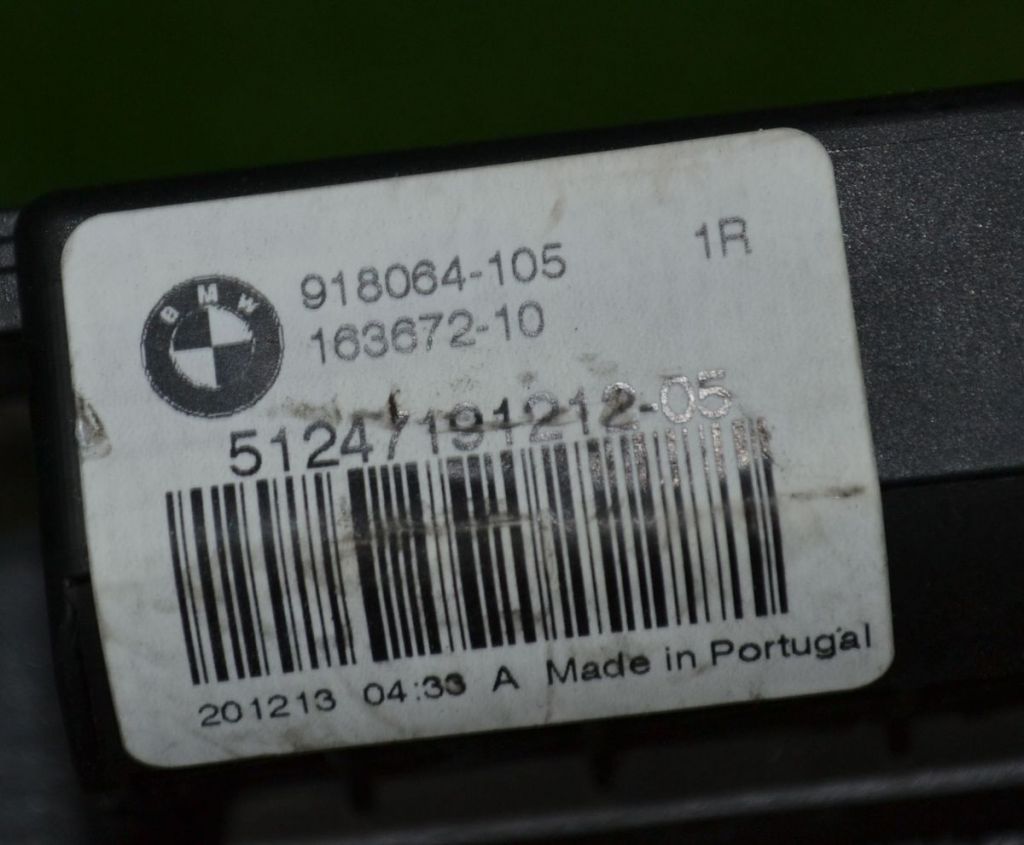 918064-105
1R
BMW
163672-10
51247191212-05
201213 04:33 A Made in Portugal